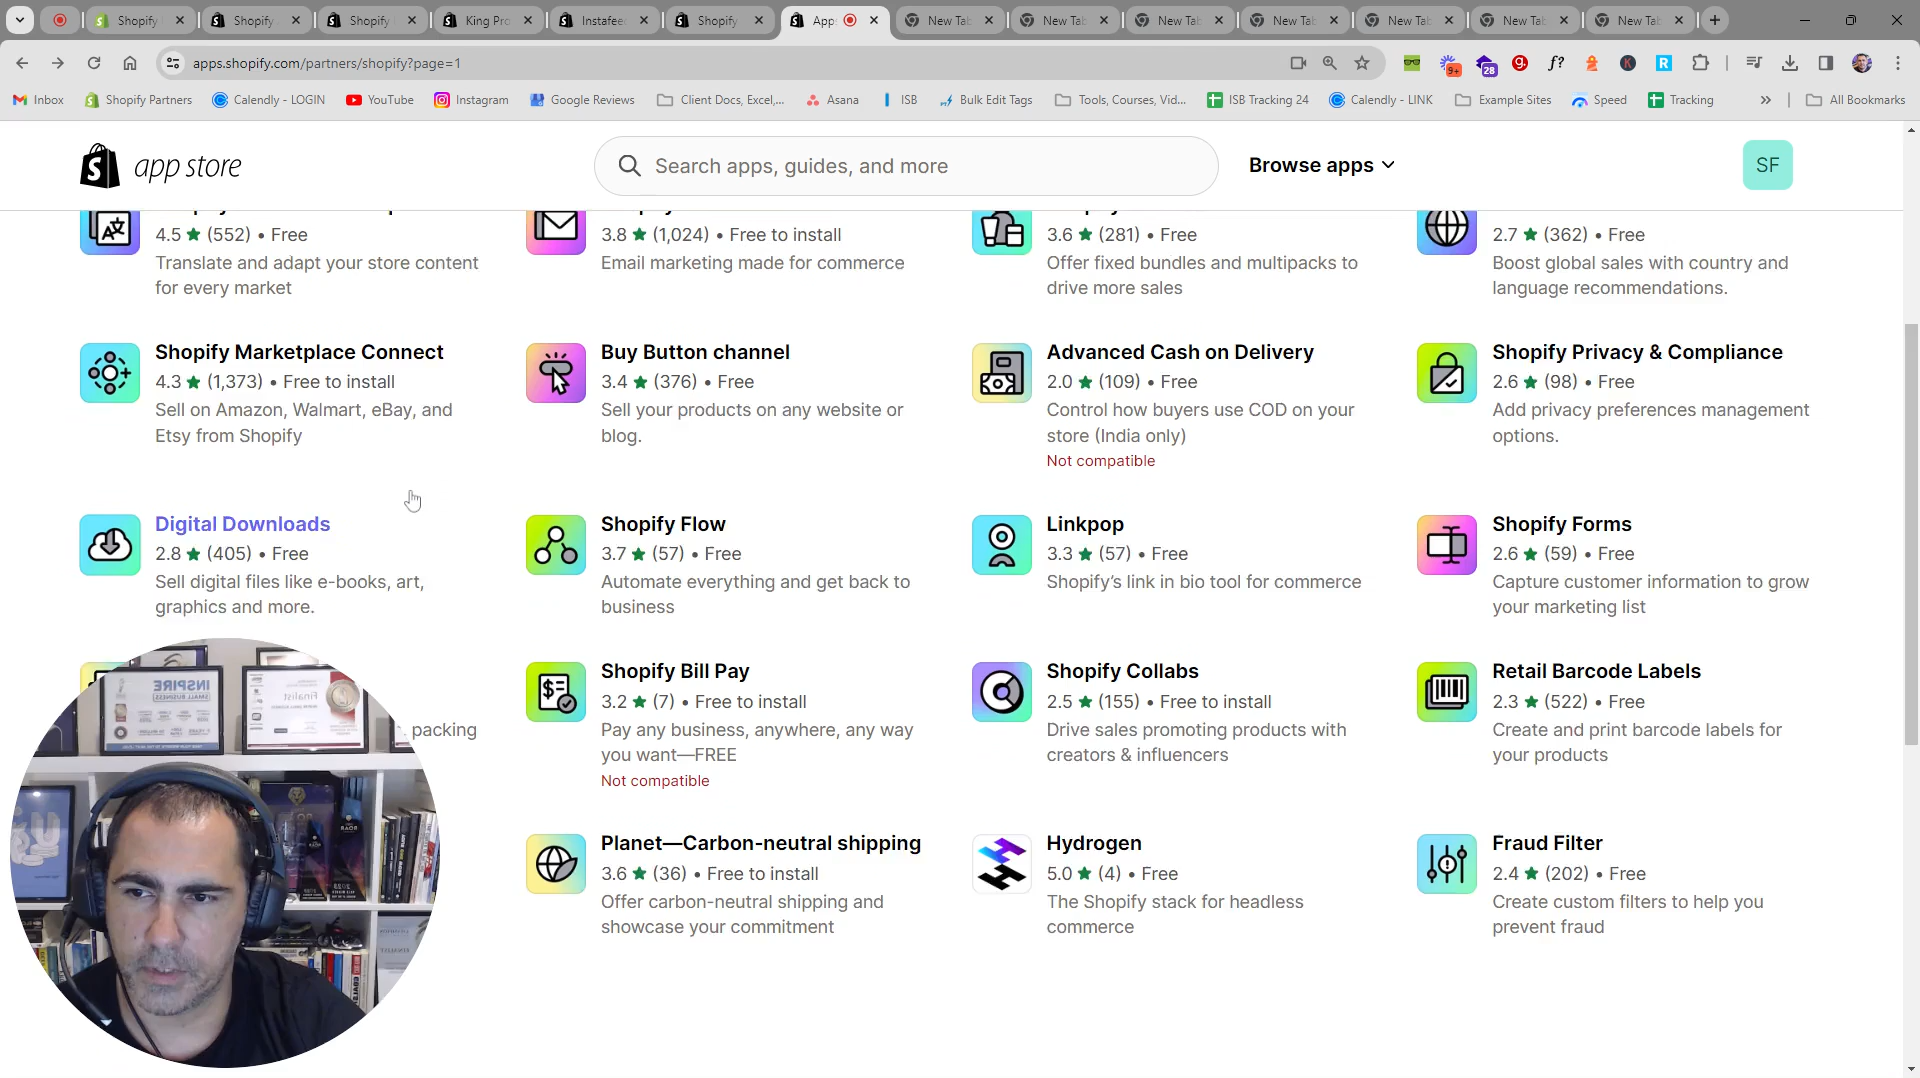 Shopify
Shopify
Shopify
King Pro
Instafee
Shopify
Apps
New Tab
New Tab
New Tab
New Tab
New Tab
New Tab
New Tab
apps.shopify.com/partners/shopify?page=1
9+
28
f?
R
Inbox
Shopify Partners
Calendly - LOGIN
YouTube
Instagram
Google Reviews
Client Docs, Excel,...
Asana
ISB
Bulk Edit Tags
Tools, Courses, Vid...
ISB Tracking 24
Calendly - LINK
Example Sites
Speed
Tracking
All Bookmarks
app store
Search apps, guides, and more
Browse apps
SF
4.5 ★ (552) • Free
Translate and adapt your store content
for every market
3.8 ★ (1,024) • Free to install
Email marketing made for commerce
3.6 ★ (281) • Free
Offer fixed bundles and multipacks to
drive more sales
2.7 ★ (362) • Free
Boost global sales with country and
language recommendations.
Shopify Marketplace Connect
4.3 ★ (1,373) • Free to install
Sell on Amazon, Walmart, eBay, and
Etsy from Shopify
Buy Button channel
3.4 ★ (376) • Free
Sell your products on any website or
blog.
Advanced Cash on Delivery
2.0 ★ (109) • Free
Control how buyers use COD on your
store (India only)
Not compatible
Shopify Privacy & Compliance
2.6 ★ (98) • Free
Add privacy preferences management
options.
Digital Downloads
2.8 ★ (405) • Free
Sell digital files like e-books, art,
graphics and more.
Shopify Flow
3.7 ★ (57) • Free
Automate everything and get back to
business
Linkpop
3.3 ★ (57) • Free
Shopify’s link in bio tool for commerce
Shopify Forms
2.6 ★ (59) • Free
Capture customer information to grow
your marketing list
packing
Shopify Bill Pay
3.2 ★ (7) • Free to install
Pay any business, anywhere, any way
you want—FREE
Not compatible
Shopify Collabs
2.5 ★ (155) • Free to install
Drive sales promoting products with
creators & influencers
Retail Barcode Labels
2.3 ★ (522) • Free
Create and print barcode labels for
your products
Planet—Carbon-neutral shipping
3.6 ★ (36) • Free to install
Offer carbon-neutral shipping and
showcase your commitment
Hydrogen
5.0 ★ (4) • Free
The Shopify stack for headless
commerce
Fraud Filter
2.4 ★ (202) • Free
Create custom filters to help you
prevent fraud
INSPIRE
Finalist